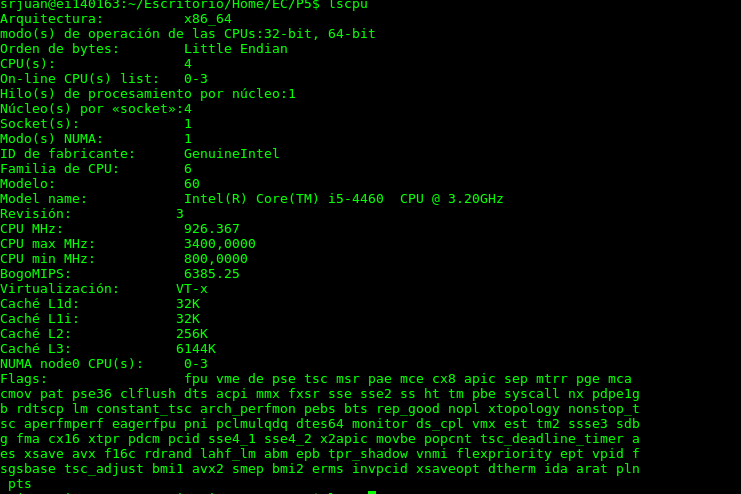 srjuan@ei140163:~/Escritorio/Home/EC/P5$ lscpu
Arquitectura:          x86_64
modo(s) de operación de las CPUs:32-bit, 64-bit
Orden de bytes:        Little Endian
CPU(s):                4
On-line CPU(s) list:   0-3
Hilo(s) de procesamiento por núcleo:1
Núcleo(s) por «socket»:4
Socket(s):             1
Modo(s) NUMA:          1
ID de fabricante:      GenuineIntel
Familia de CPU:        6
Modelo:                60
Model name:            Intel(R) Core(TM) i5-4460  CPU @ 3.20GHz
Revisión:             3
CPU MHz:               926.367
CPU max MHz:           3400,0000
CPU min MHz:           800,0000
BogoMIPS:              6385.25
Virtualización:       VT-x
Caché L1d:            32K
Caché L1i:            32K
Caché L2:             256K
Caché L3:             6144K
NUMA node0 CPU(s):     0-3
Flags:                 fpu vme de pse tsc msr pae mce cx8 apic sep mtrr pge mca
cmov pat pse36 clflush dts acpi mmx fxsr sse sse2 ss ht tm pbe syscall nx pdpe1g
b rdtscp lm constant_tsc arch_perfmon pebs bts rep_good nopl xtopology nonstop_t
sc aperfmperf eagerfpu pni pclmulqdq dtes64 monitor ds_cpl vmx est tm2 ssse3 sdb
g fma cx16 xtpr pdcm pcid sse4_1 sse4_2 x2apic movbe popcnt tsc_deadline_timer a
es xsave avx f16c rdrand lahf_lm abm epb tpr_shadow vnmi flexpriority ept vpid f
sgsbase tsc_adjust bmi1 avx2 smep bmi2 erms invpcid xsaveopt dtherm ida arat pln
 pts